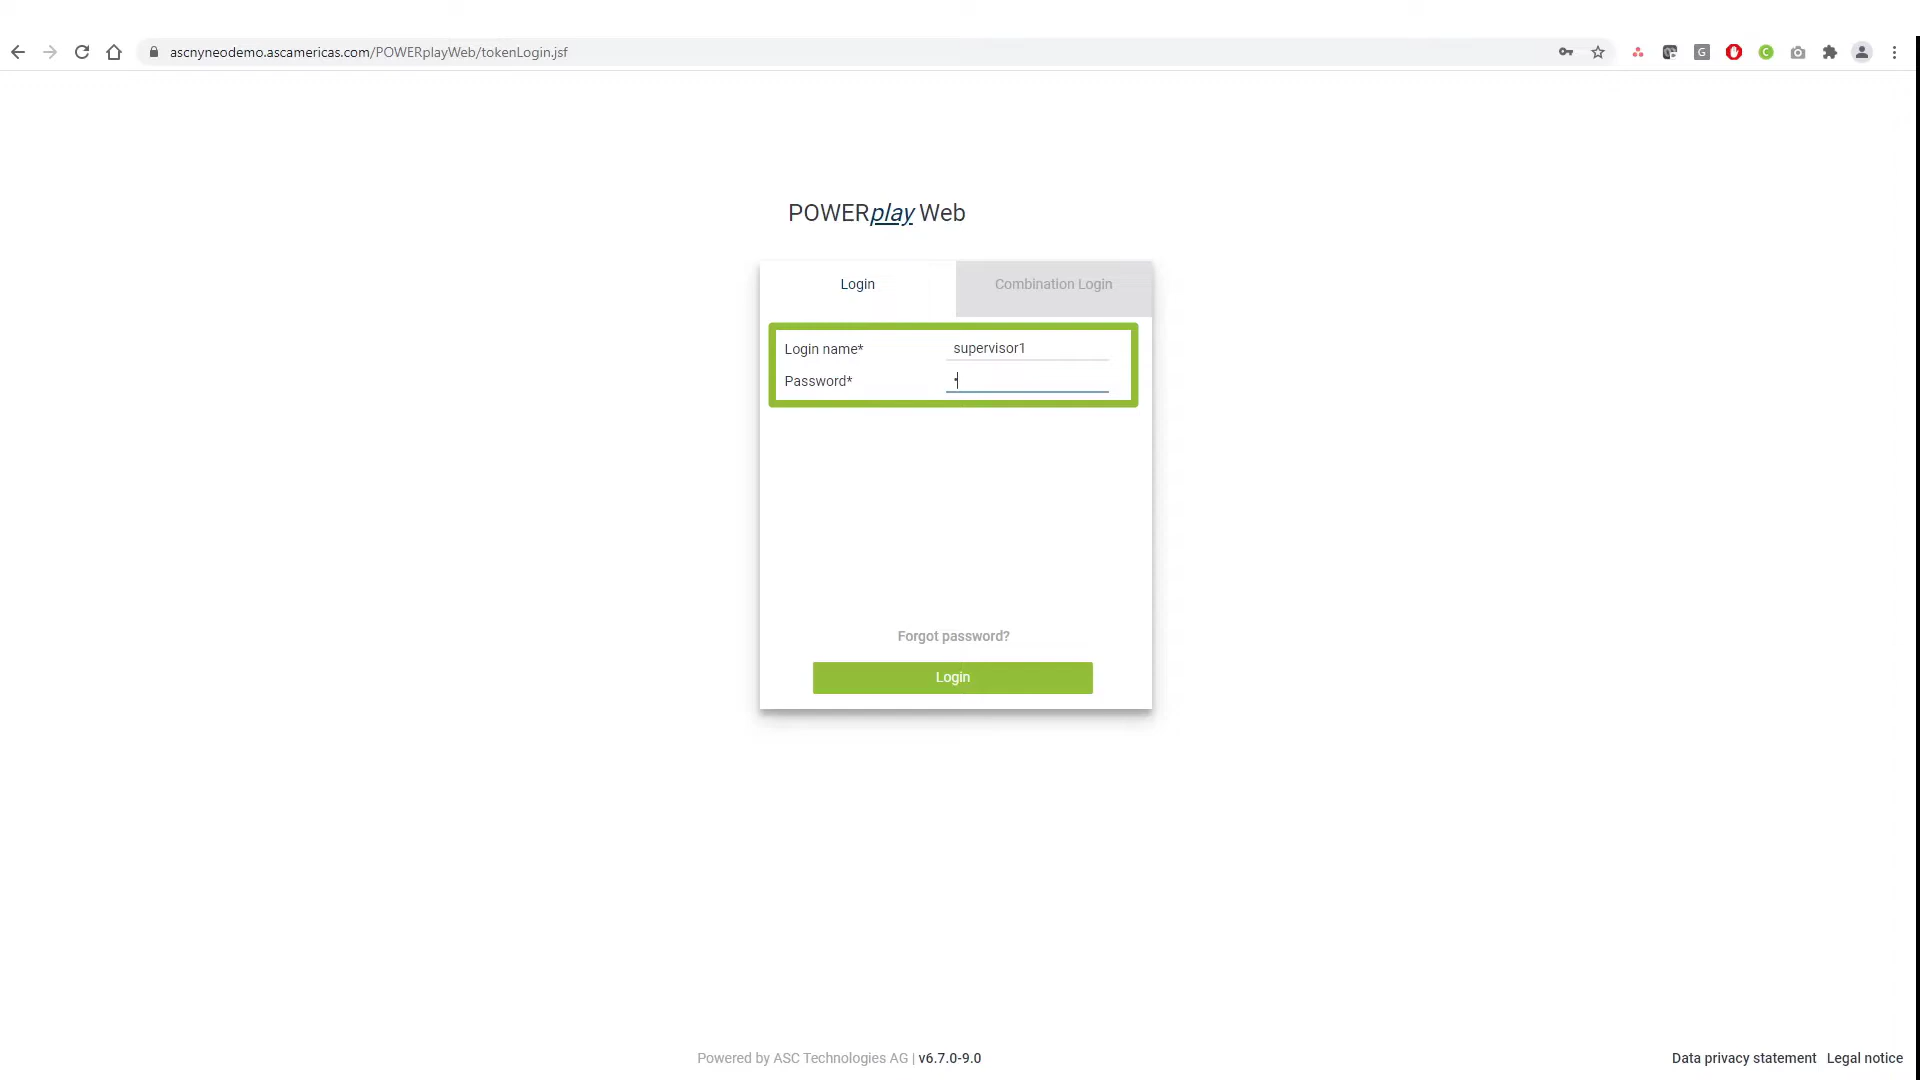 ascnyneodemo.ascamericas.com/POWERplayWeb/tokenLogin.jsf
POWERplay Web
Login
Combination Login
Login name*
supervisor1
Password*
Forgot password?
Login
Powered by ASC Technologies AG | v6.7.0-9.0
Data privacy statement Legal notice